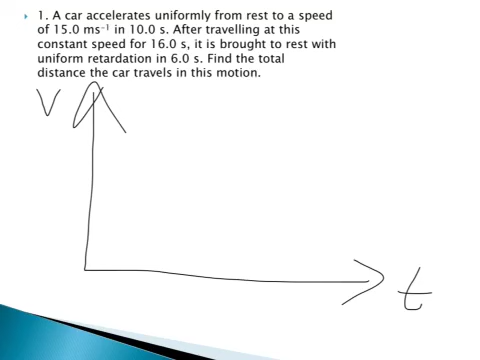 1. A car accelerates uniformly from rest to a speed
of 15.0 ms⁻¹ in 10.0 s. After travelling at this
constant speed for 16.0 s, it is brought to rest with
uniform retardation in 6.0 s. Find the total
distance the car travels in this motion.
V
t